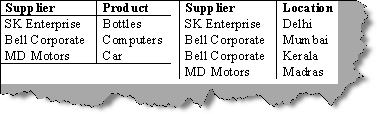 Supplier Product Supplier Location
SK Enterprise Bottles SK Enterprise Delhi
Bell Corporate Computers Bell Corporate Mumbai
MD Motors Car Bell Corporate Kerala
MD Motors Madras